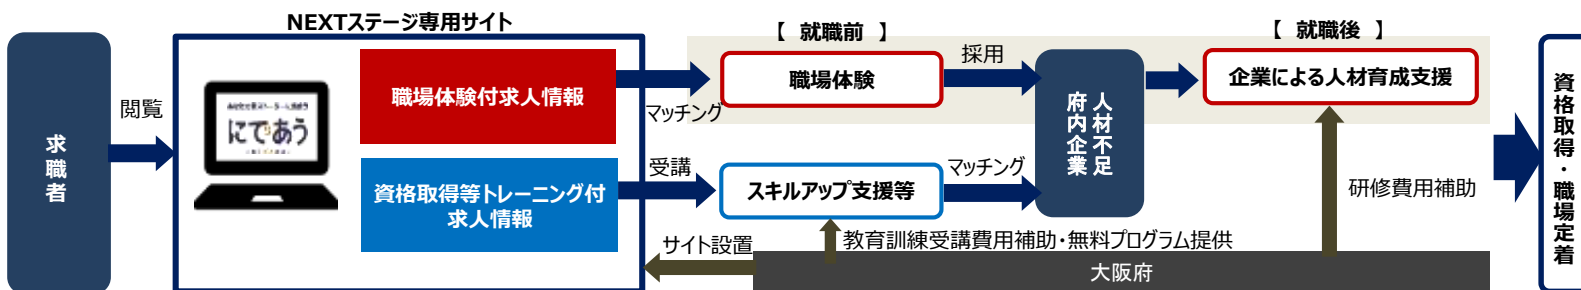 NEXTステージ専用サイト
【 就職前 】
【 就職後 】
求職者
閲覧
にであう
職場体験付求人情報
資格取得等トレーニング付
求人情報
マッチング
受講
職場体験
スキルアップ支援等
採用
マッチング
人材不足
府内企業
企業による人材育成支援
研修費用補助
サイト設置
教育訓練受講費用補助・無料プログラム提供
大阪府
資格取得・職場定着